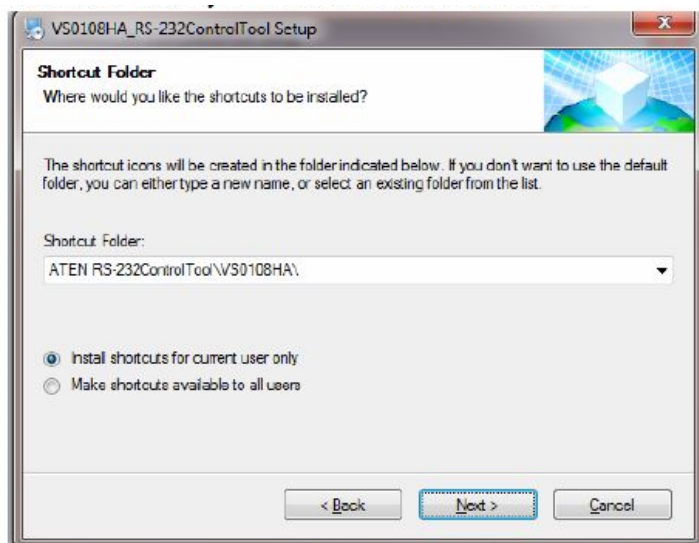 VS0108HA_RS-232ControlTool Setup
Shortcut Folder
Where would you like the shortcuts to be installed?
The shortcut icons will be created in the folder indicated below. If you don't want to use the default
folder, you can either type a new name, or select an existing folder from the list.
Shortcut Folder:
ATEN RS-232ControlTool\VS0108HA\
Install shortcuts for current user only
Make shortcuts available to all users
< Back
Next >
Cancel